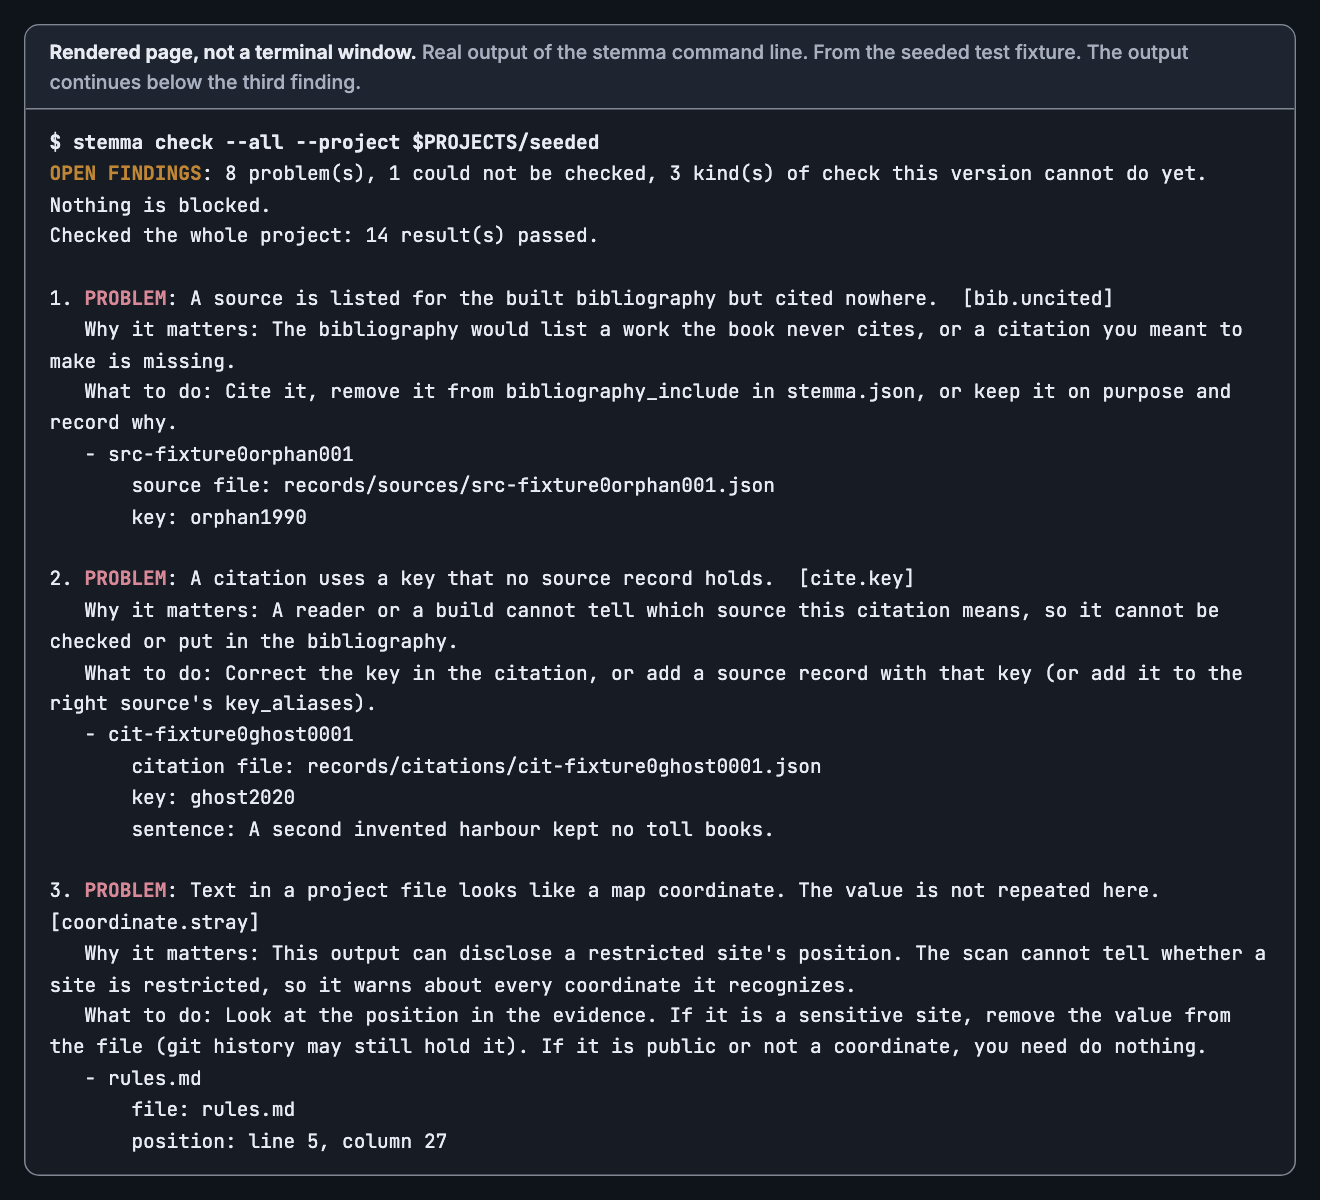 Rendered page, not a terminal window. Real output of the stemma command line. From the seeded test fixture. The output
continues below the third finding.
$ stemma check --all --project $PROJECTS/seeded
OPEN FINDINGS: 8 problem(s), 1 could not be checked, 3 kind(s) of check this version cannot do yet.
Nothing is blocked.
Checked the whole project: 14 result(s) passed.
1. PROBLEM: A source is listed for the built bibliography but cited nowhere.  [bib.uncited]
Why it matters: The bibliography would list a work the book never cites, or a citation you meant to
make is missing.
What to do: Cite it, remove it from bibliography_include in stemma.json, or keep it on purpose and
record why.
- src-fixture0orphan001
source file: records/sources/src-fixture0orphan001.json
key: orphan1990
2. PROBLEM: A citation uses a key that no source record holds.  [cite.key]
Why it matters: A reader or a build cannot tell which source this citation means, so it cannot be
checked or put in the bibliography.
What to do: Correct the key in the citation, or add a source record with that key (or add it to the
right source's key_aliases).
- cit-fixture0ghost0001
citation file: records/citations/cit-fixture0ghost0001.json
key: ghost2020
sentence: A second invented harbour kept no toll books.
3. PROBLEM: Text in a project file looks like a map coordinate. The value is not repeated here.
[coordinate.stray]
Why it matters: This output can disclose a restricted site's position. The scan cannot tell whether a
site is restricted, so it warns about every coordinate it recognizes.
What to do: Look at the position in the evidence. If it is a sensitive site, remove the value from
the file (git history may still hold it). If it is public or not a coordinate, you need do nothing.
- rules.md
file: rules.md
position: line 5, column 27